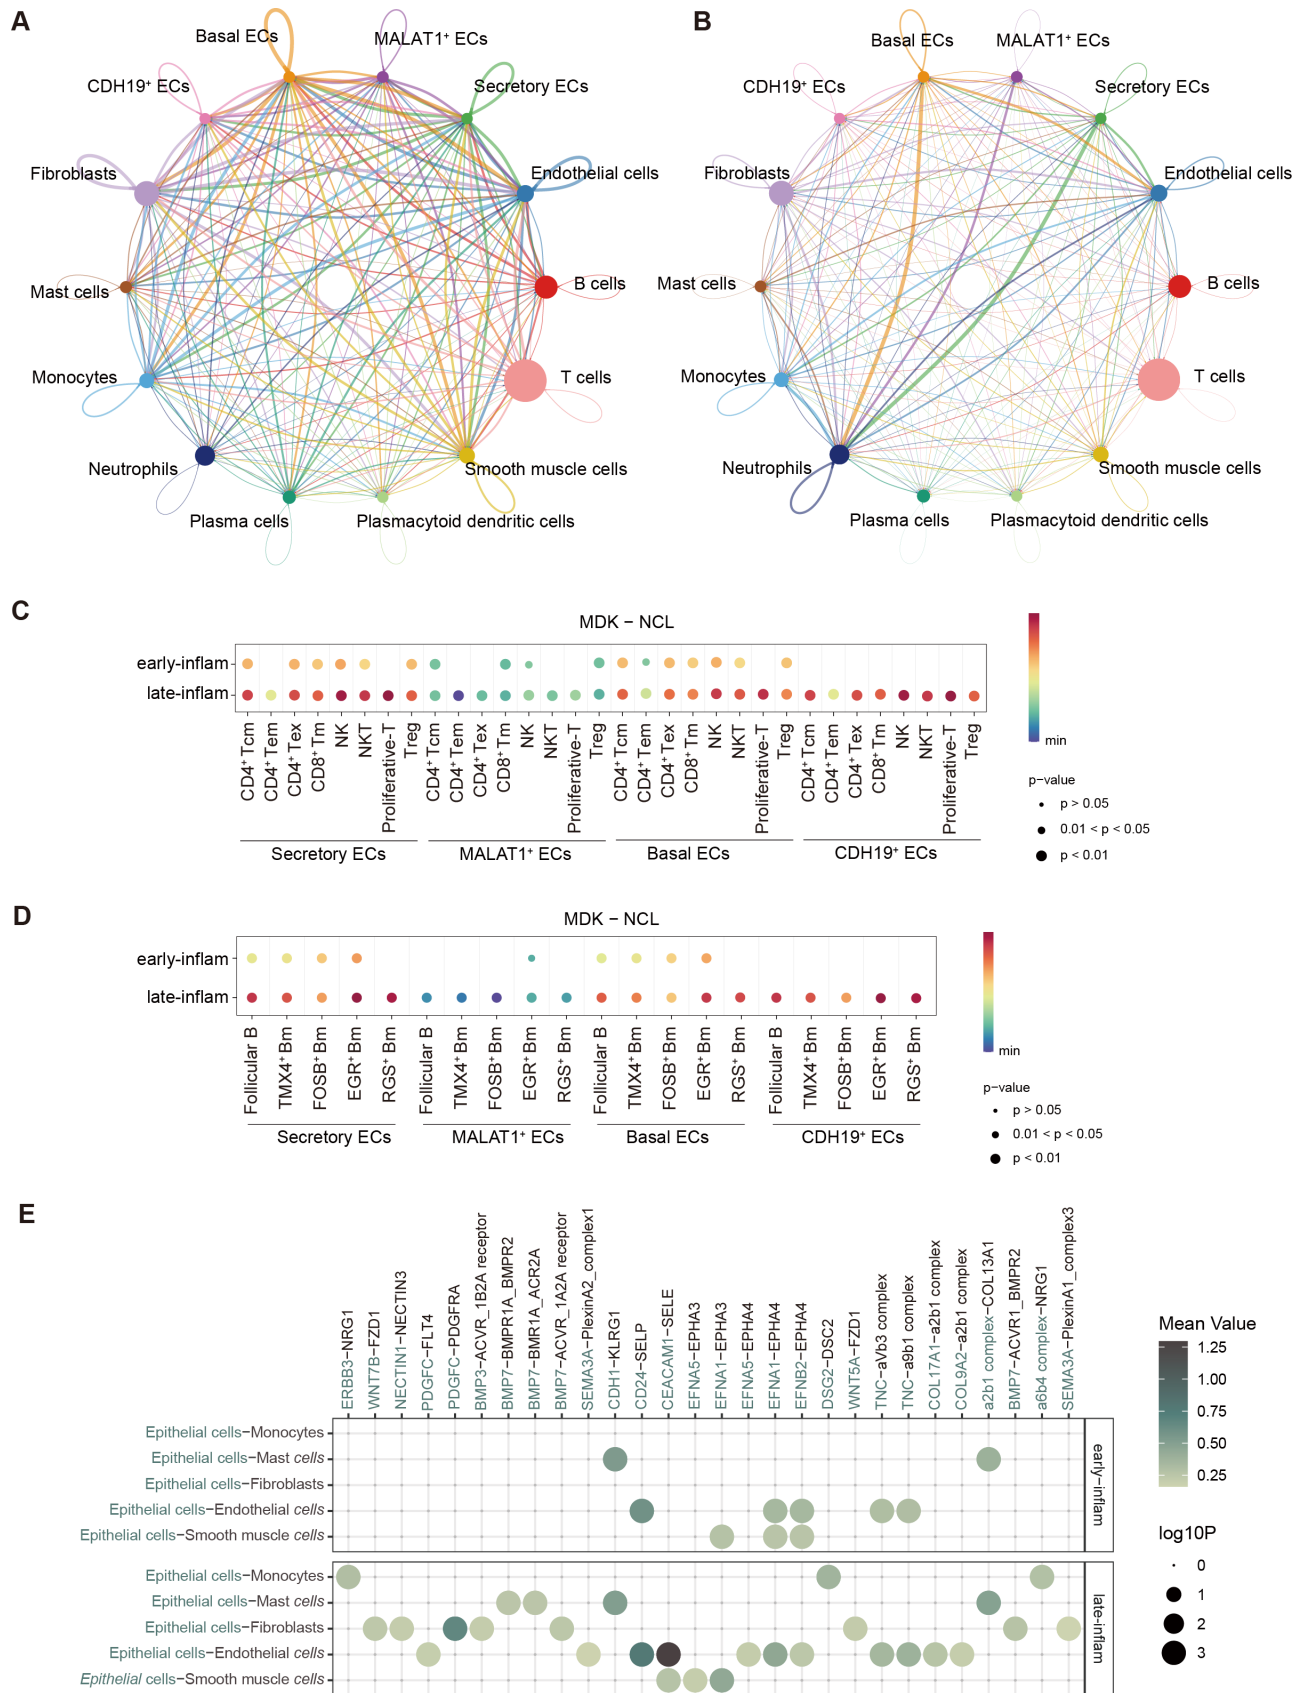 A
B
Basal ECs
MALAT1⁺ ECs
CDH19⁺ ECs
Secretory ECs
Fibroblasts
Endothelial cells
Mast cells
B cells
Monocytes
T cells
Neutrophils
Smooth muscle cells
Plasma cells
Plasmacytoid dendritic cells
Basal ECs
MALAT1⁺ ECs
CDH19⁺ ECs
Secretory ECs
Fibroblasts
Endothelial cells
Mast cells
B cells
Monocytes
T cells
Neutrophils
Smooth muscle cells
Plasma cells
Plasmacytoid dendritic cells
C
MDK − NCL
early-inflam
late-inflam
CD4⁺ Tcm
CD4⁺ Tem
CD4⁺ Tex
CD8⁺ Tm
NK
NKT
Proliferative-T
Treg
CD4⁺ Tcm
CD4⁺ Tem
CD4⁺ Tex
CD8⁺ Tm
NK
NKT
Proliferative-T
Treg
CD4⁺ Tcm
CD4⁺ Tem
CD4⁺ Tex
CD8⁺ Tm
NK
NKT
Proliferative-T
Treg
CD4⁺ Tcm
CD4⁺ Tem
CD4⁺ Tex
CD8⁺ Tm
NK
NKT
Proliferative-T
Treg
Secretory ECs
MALAT1⁺ ECs
Basal ECs
CDH19⁺ ECs
min
p−value
p > 0.05
0.01 < p < 0.05
p < 0.01
D
MDK − NCL
early-inflam
late-inflam
Follicular B
TMX4⁺ Bm
FOSB⁺ Bm
EGR⁺ Bm
RGS⁺ Bm
Follicular B
TMX4⁺ Bm
FOSB⁺ Bm
EGR⁺ Bm
RGS⁺ Bm
Follicular B
TMX4⁺ Bm
FOSB⁺ Bm
EGR⁺ Bm
RGS⁺ Bm
Follicular B
TMX4⁺ Bm
FOSB⁺ Bm
EGR⁺ Bm
RGS⁺ Bm
Secretory ECs
MALAT1⁺ ECs
Basal ECs
CDH19⁺ ECs
min
p−value
p > 0.05
0.01 < p < 0.05
p < 0.01
E
ERBB3−NRG1
WNT7B−FZD1
NECTIN1−NECTIN3
PDGFC−FLT4
PDGFC−PDGFRA
BMP3−ACVR_1B2A receptor
BMP7−BMPR1A_BMPR2
BMP7−BMR1A_ACR2A
BMP7−ACVR_1A2A receptor
SEMA3A−PlexinA2_complex1
CDH1−KLRG1
CD24−SELP
CEACAM1−SELE
EFNA5−EPHA3
EFNA1−EPHA3
EFNA5−EPHA4
EFNA1−EPHA4
EFNB2−EPHA4
DSG2−DSC2
WNT5A−FZD1
TNC−aVb3 complex
TNC−a9b1 complex
COL17A1−a2b1 complex
COL9A2−a2b1 complex
a2b1 complex−COL13A1
BMP7−ACVR1_BMPR2
a6b4 complex−NRG1
SEMA3A−PlexinA1_complex3
Epithelial cells−Monocytes
Epithelial cells−Mast cells
Epithelial cells−Fibroblasts
Epithelial cells−Endothelial cells
Epithelial cells−Smooth muscle cells
early−inflam
Epithelial cells−Monocytes
Epithelial cells−Mast cells
Epithelial cells−Fibroblasts
Epithelial cells−Endothelial cells
Epithelial cells−Smooth muscle cells
late−inflam
Mean Value
1.25
1.00
0.75
0.50
0.25
log10P
0
1
2
3